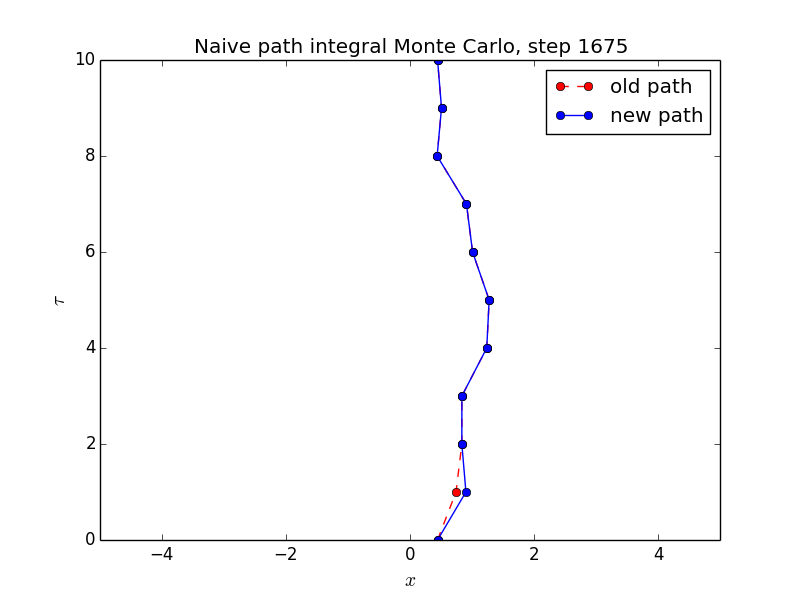 Naive path integral Monte Carlo, step 1675
old path
new path
10
8
6
4
2
0
τ
−4 −2 0 2 4
x